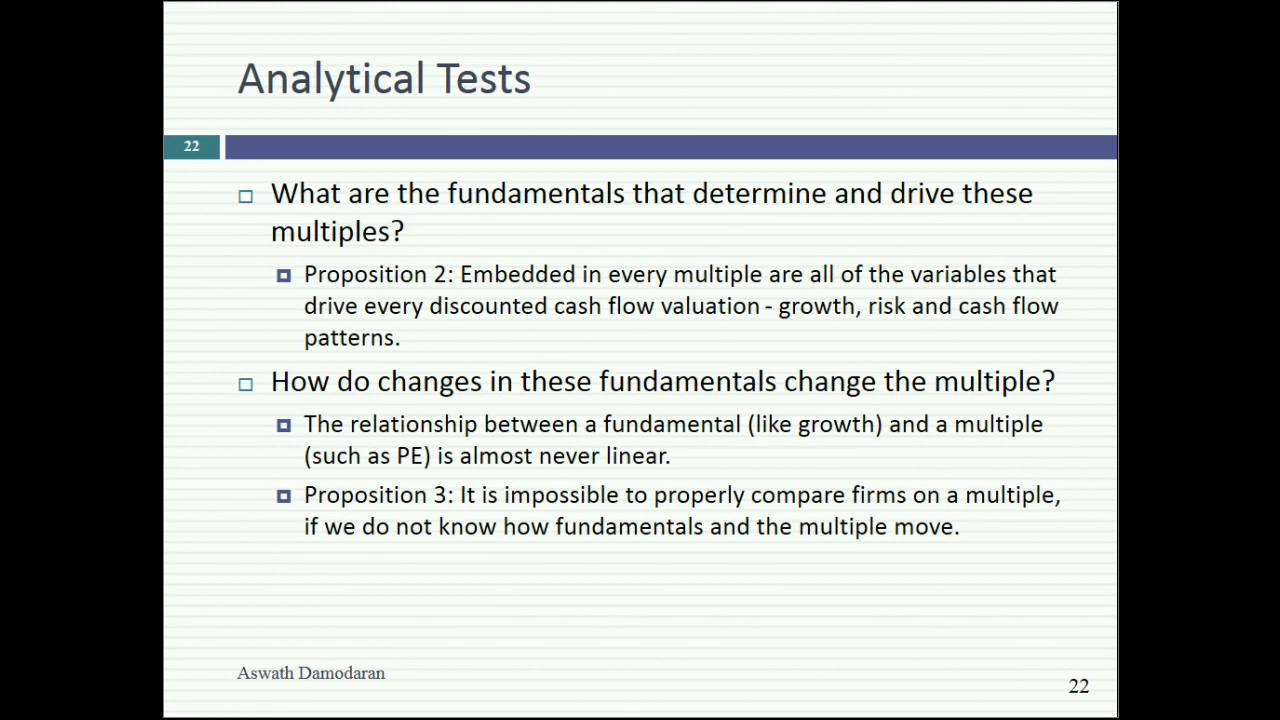 Analytical Tests
22
What are the fundamentals that determine and drive these
multiples?
Proposition 2: Embedded in every multiple are all of the variables that
drive every discounted cash flow valuation - growth, risk and cash flow
patterns.
How do changes in these fundamentals change the multiple?
The relationship between a fundamental (like growth) and a multiple
(such as PE) is almost never linear.
Proposition 3: It is impossible to properly compare firms on a multiple,
if we do not know how fundamentals and the multiple move.
Aswath Damodaran
22